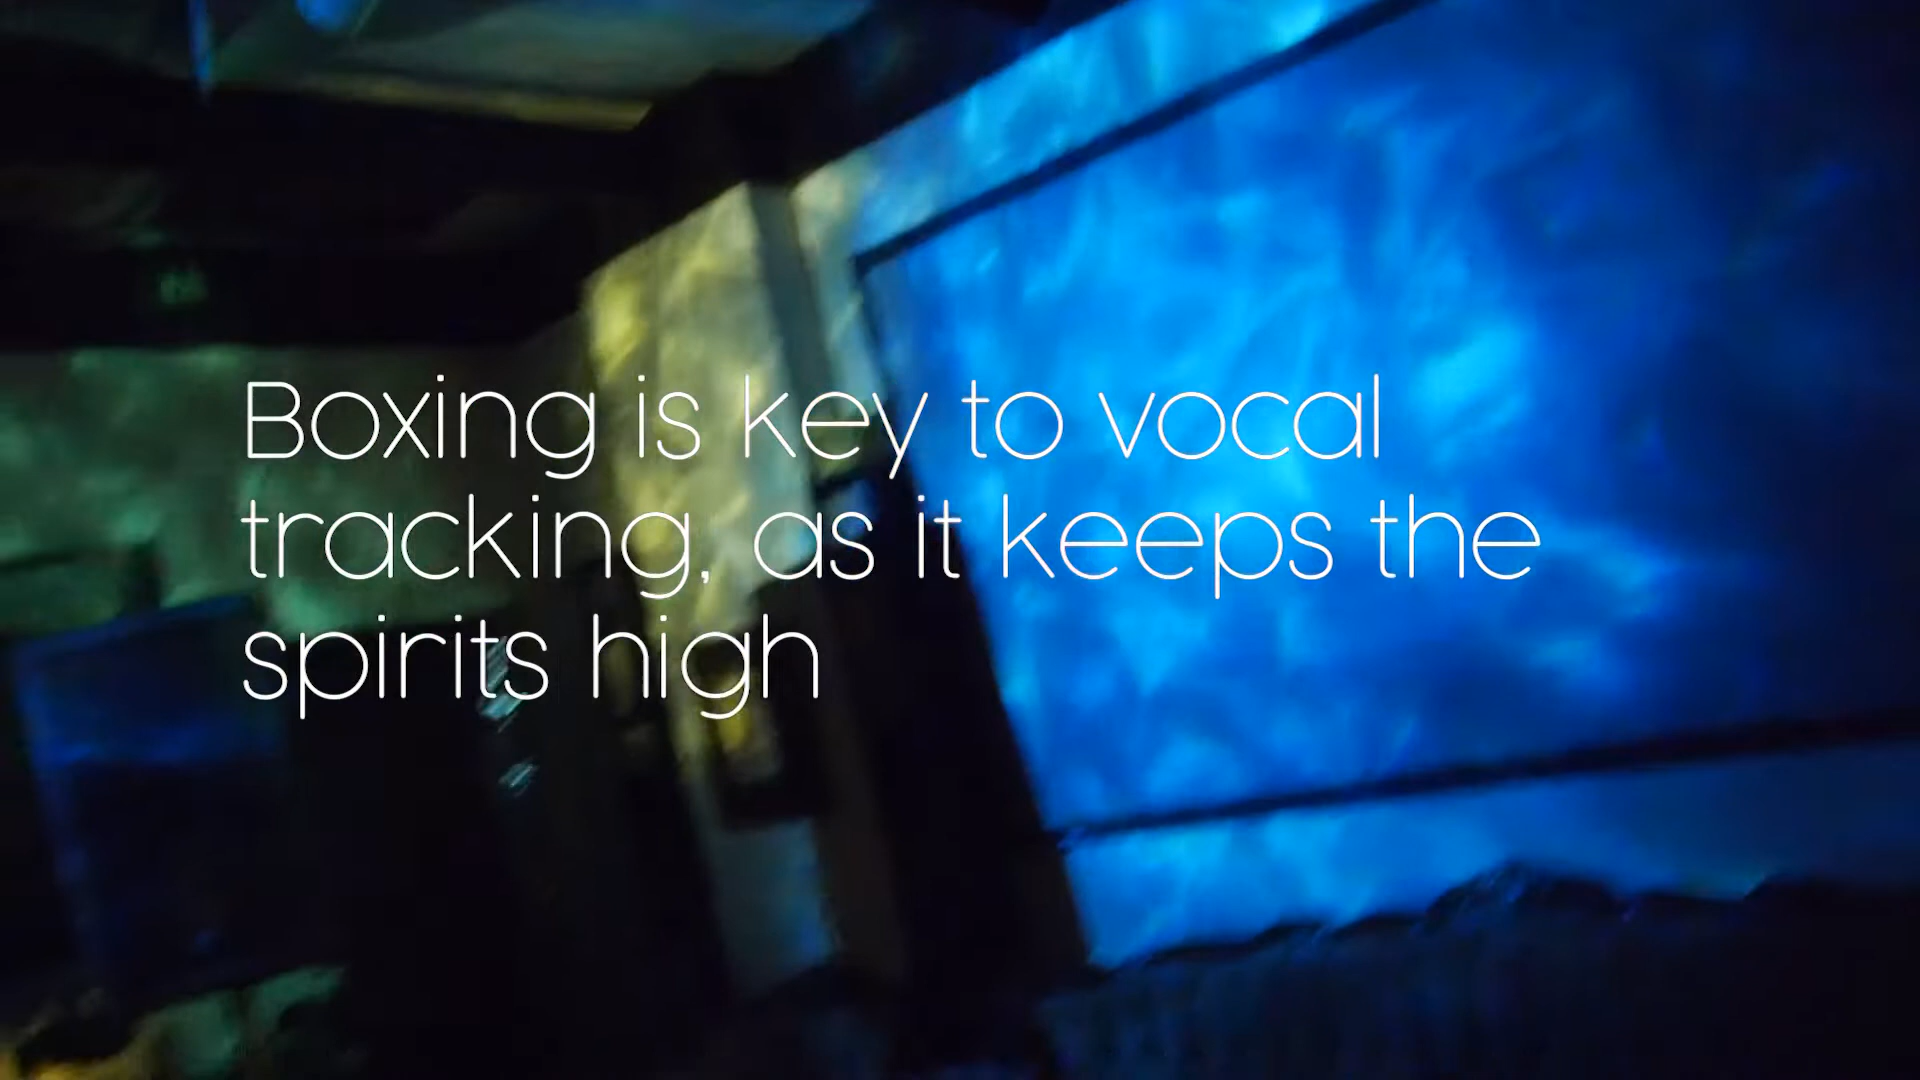 Boxing is key to vocal
tracking, as it keeps the
spirits high